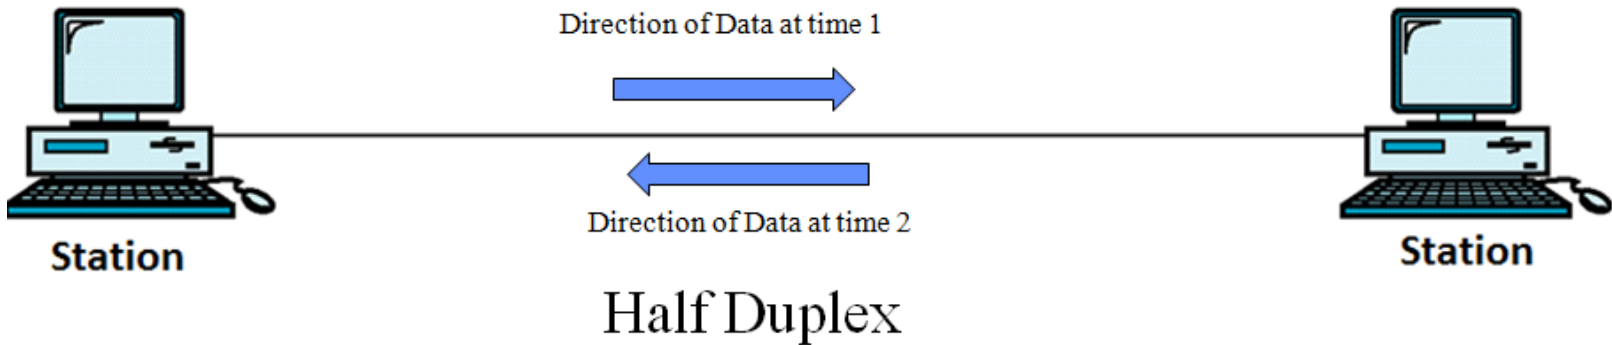 Direction of Data at time 1
Direction of Data at time 2
Station
Station
Half Duplex